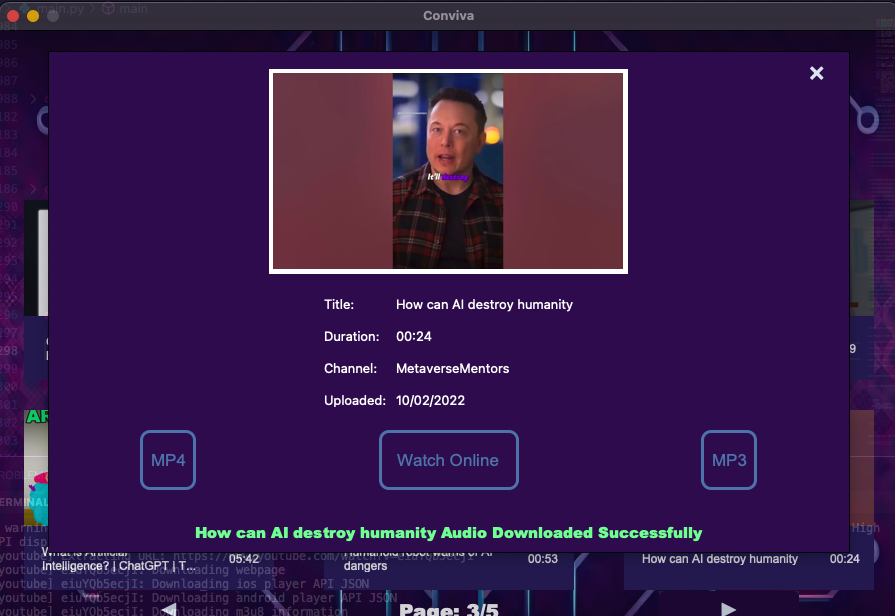 main.py > main
Conviva
It'll destroy
Title: How can AI destroy humanity
Duration: 00:24
Channel: MetaverseMentors
Uploaded: 10/02/2022
MP4
Watch Online
MP3
How can AI destroy humanity Audio Downloaded Successfully
What is Artificial
Intelligence? | ChatGPT | T...
05:42
Humanoid robot warns of AI
dangers
00:53
How can AI destroy humanity
00:24
youtube] eiuYQb5ecjI: Downloading webpage
youtube] eiuYQb5ecjI: Downloading ios player API JSON
youtube] eiuYQb5ecjI: Downloading android player API JSON
youtube] eiuYQb5ecjI: Downloading m3u8 information
Page: 3/5